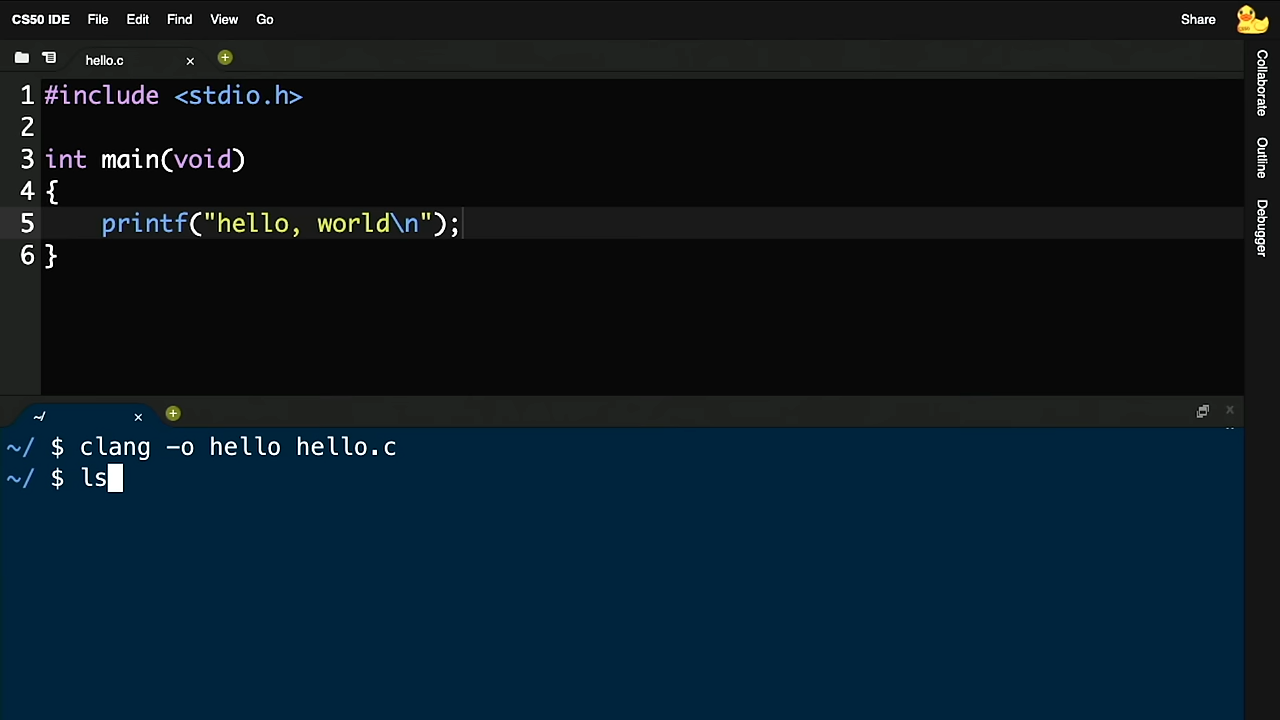 CS50 IDE File Edit Find View Go Share
hello.c
1 #include <stdio.h>
2
3 int main(void)
4 {
5     printf("hello, world\n");
6 }
Collaborate
Outline
Debugger
~/
~/ $ clang -o hello hello.c
~/ $ ls